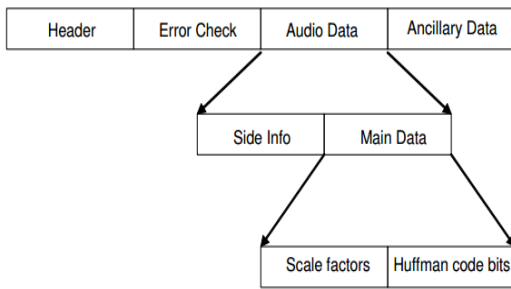 Header Error Check Audio Data Ancillary Data
Side Info Main Data
Scale factors Huffman code bits